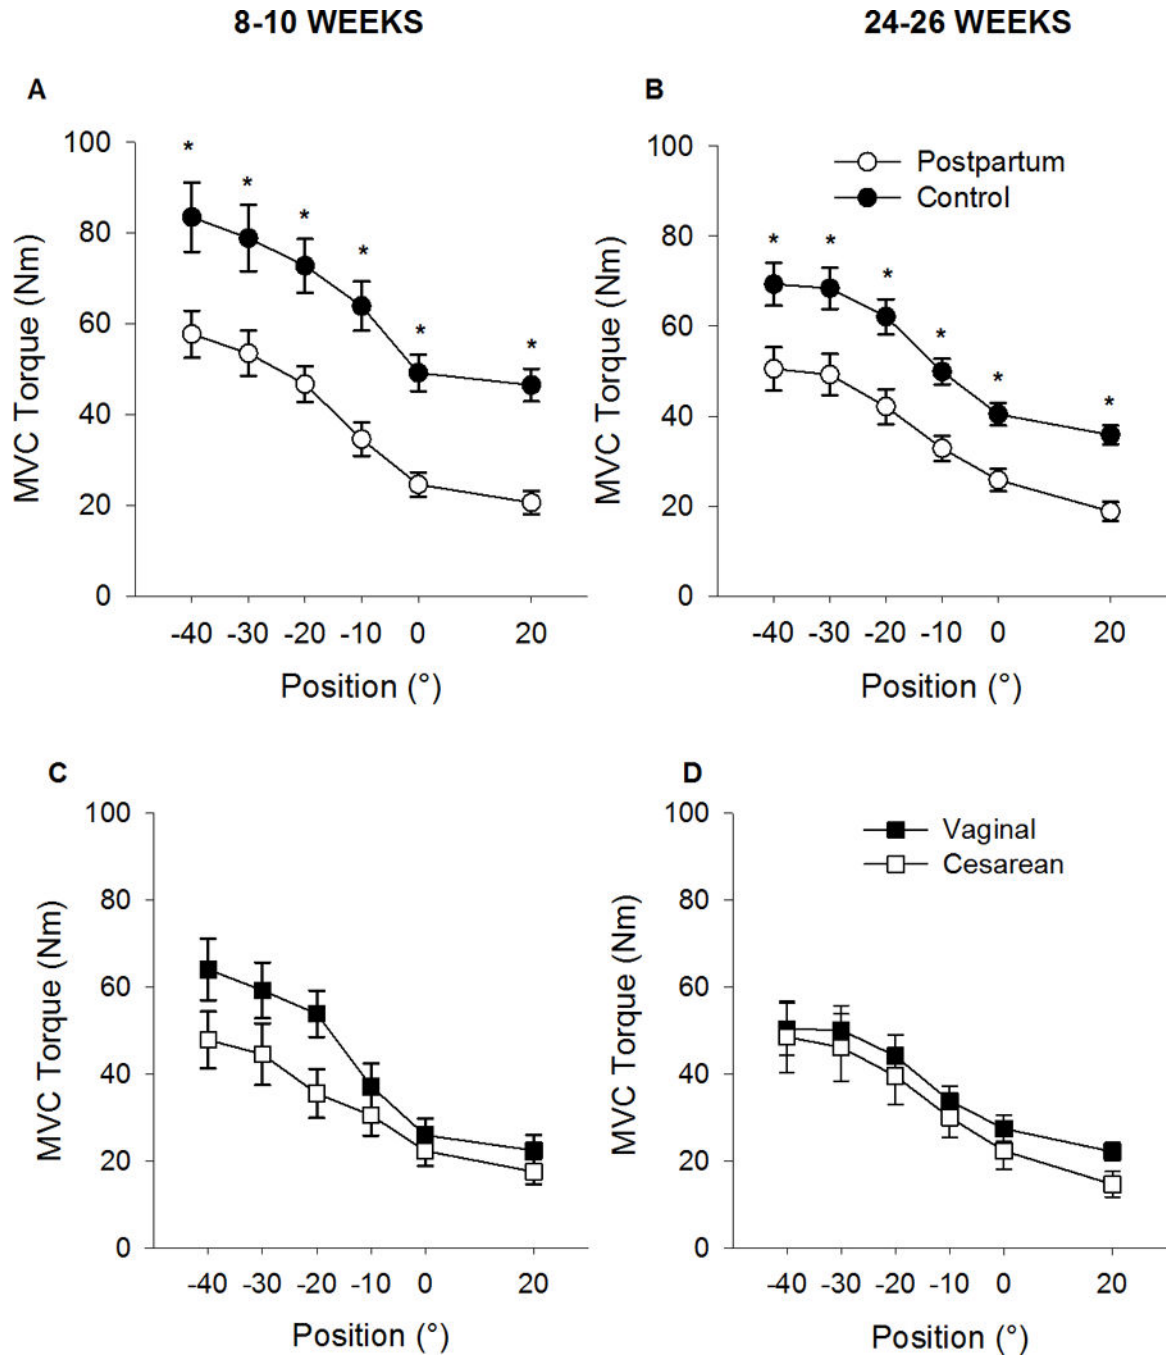 8-10 WEEKS
24-26 WEEKS
A
B
100
80
60
40
20
0
MVC Torque (Nm)
* * * * * *
-40 -30 -20 -10 0 20
Position (°)
100
80
60
40
20
0
MVC Torque (Nm)
Postpartum
Control
* * * * * *
-40 -30 -20 -10 0 20
Position (°)
C
D
100
80
60
40
20
0
MVC Torque (Nm)
-40 -30 -20 -10 0 20
Position (°)
100
80
60
40
20
0
MVC Torque (Nm)
Vaginal
Cesarean
-40 -30 -20 -10 0 20
Position (°)